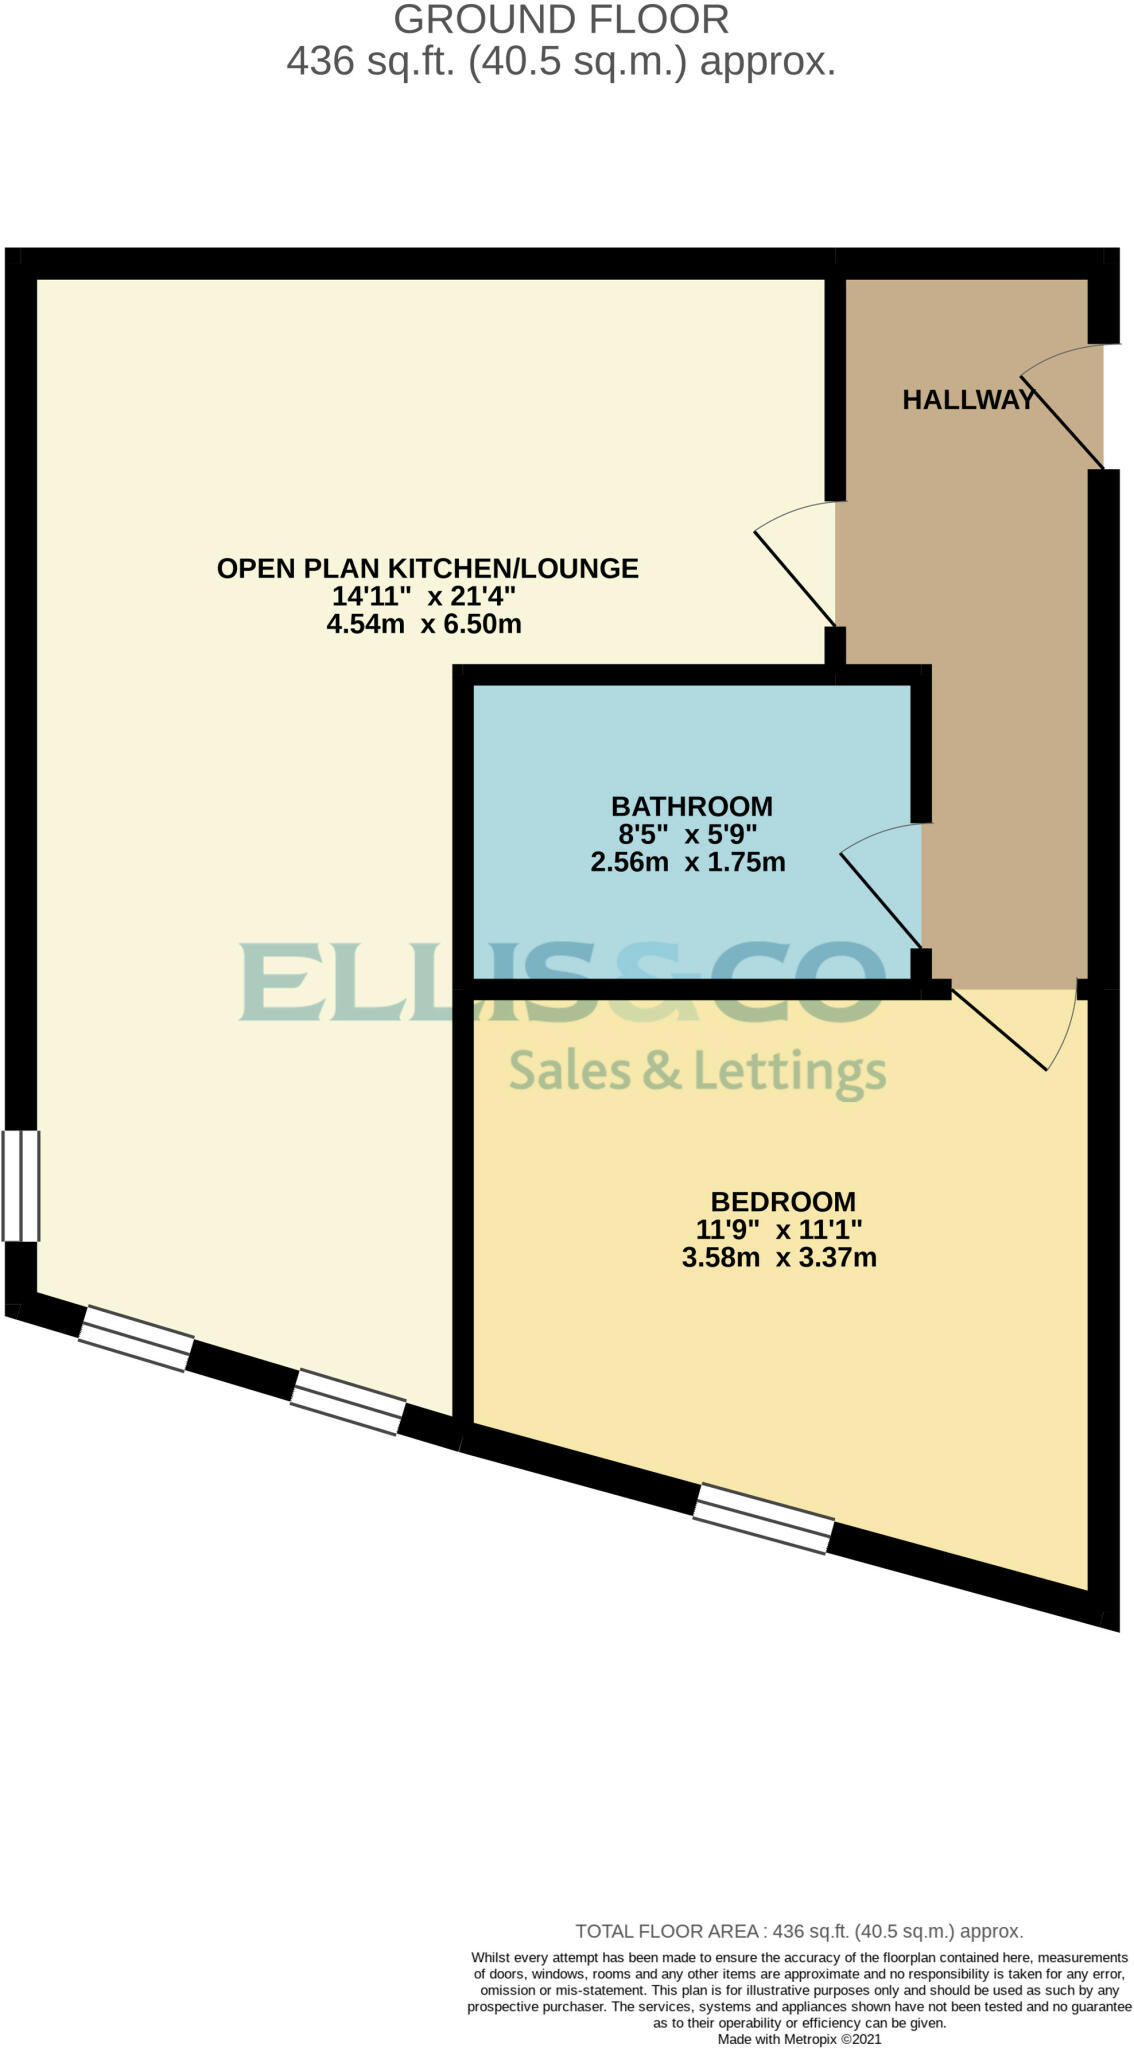 GROUND FLOOR
436 sq.ft. (40.5 sq.m.) approx.
HALLWAY
OPEN PLAN KITCHEN/LOUNGE
14'11" x 21'4"
4.54m x 6.50m
BATHROOM
8'5" x 5'9"
2.56m x 1.75m
ELLIS&CO
Sales & Lettings
BEDROOM
11'9" x 11'1"
3.58m x 3.37m
TOTAL FLOOR AREA : 436 sq.ft. (40.5 sq.m.) approx.
Whilst every attempt has been made to ensure the accuracy of the floorplan contained here, measurements
of doors, windows, rooms and any other items are approximate and no responsibility is taken for any error,
omission or mis-statement. This plan is for illustrative purposes only and should be used as such by any
prospective purchaser. The services, systems and appliances shown have not been tested and no guarantee
as to their operability or efficiency can be given.
Made with Metropix ©2021